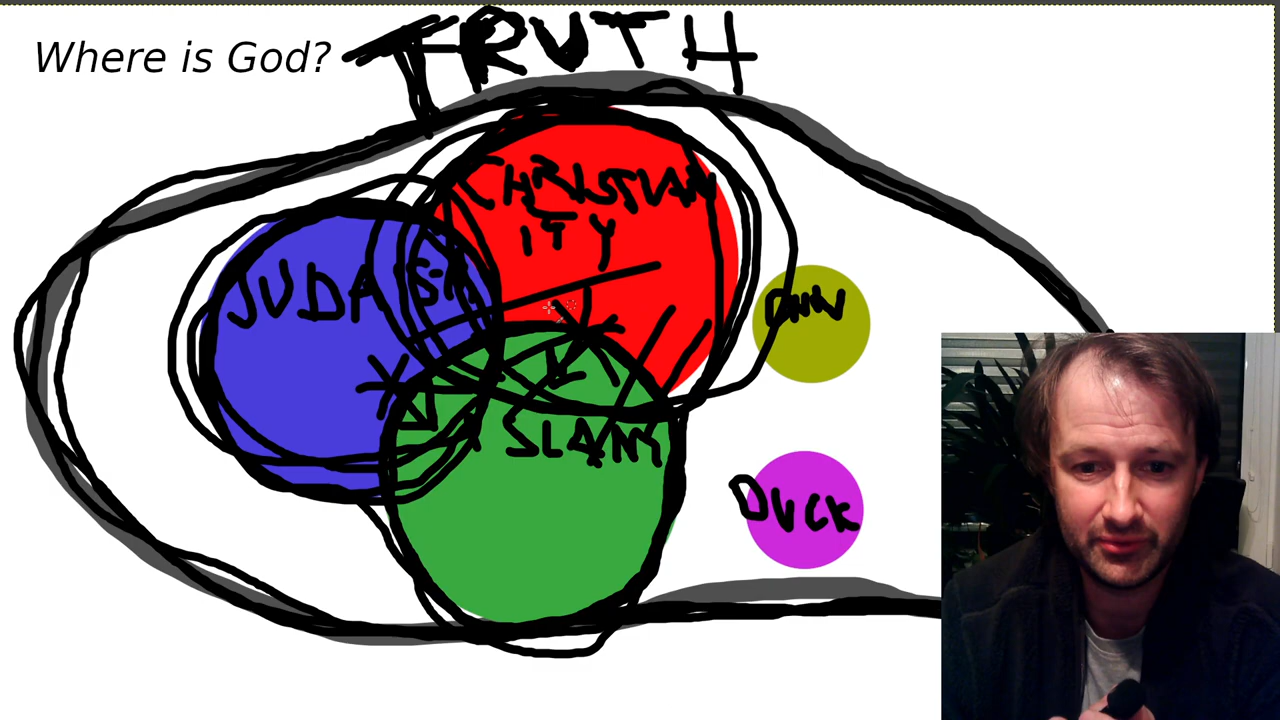 Where is God?
TRUTH
CHRISTIAN
ITY
JUDAISM
ISLAM
DUCK